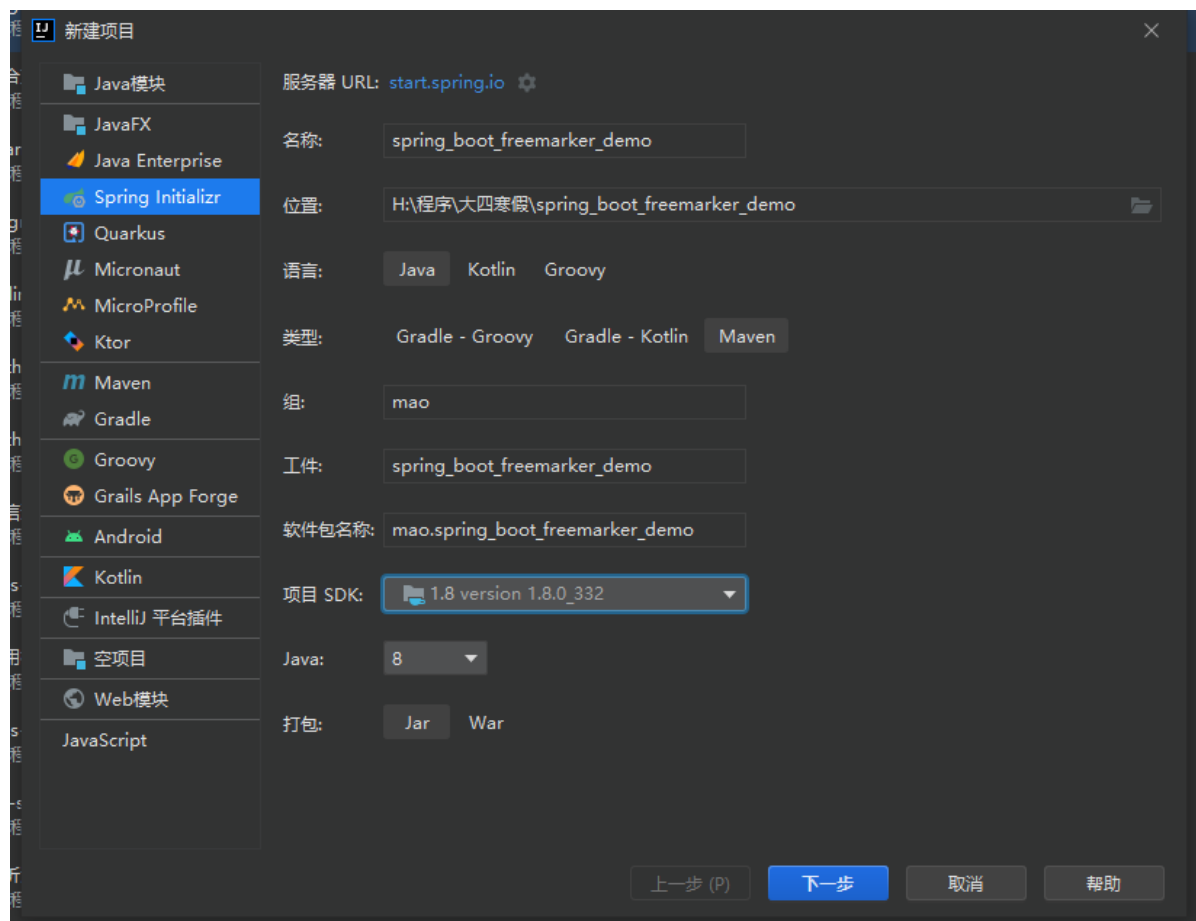 新建项目
Java模块
JavaFX
Java Enterprise
Spring Initializr
Quarkus
Micronaut
MicroProfile
Ktor
Maven
Gradle
Groovy
Grails App Forge
Android
Kotlin
IntelliJ 平台插件
空项目
Web模块
JavaScript
服务器 URL: start.spring.io
名称: spring_boot_freemarker_demo
位置: H:\程序\大四寒假\spring_boot_freemarker_demo
语言: Java Kotlin Groovy
类型: Gradle - Groovy Gradle - Kotlin Maven
组: mao
工件: spring_boot_freemarker_demo
软件包名称: mao.spring_boot_freemarker_demo
项目 SDK: 1.8 version 1.8.0_332
Java: 8
打包: Jar War
上一步 (P) 下一步 取消 帮助